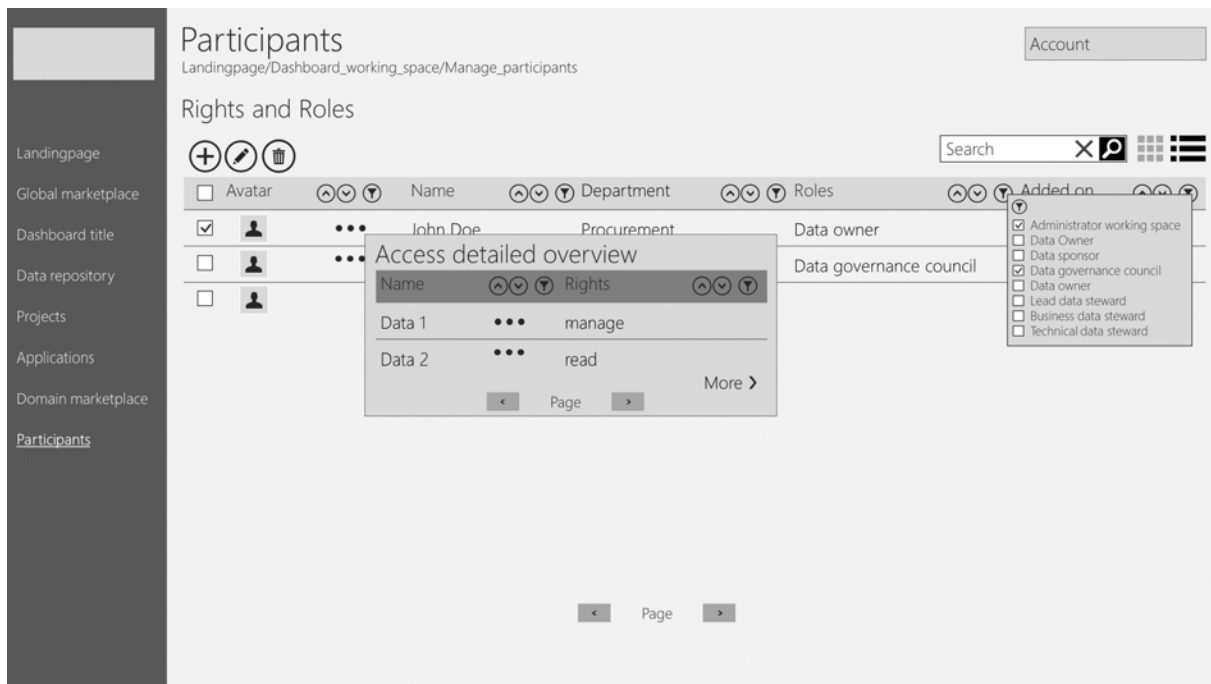 Participants
Landingpage/Dashboard_working_space/Manage_participants
Account
Rights and Roles
Search
Landingpage
Global marketplace
Dashboard title
Data repository
Projects
Applications
Domain marketplace
Participants
Avatar Name Department Roles Added on
John Doe Procurement Data owner
Data governance council
Administrator working space
Data Owner
Data sponsor
Data governance council
Data owner
Lead data steward
Business data steward
Technical data steward
Access detailed overview
Name Rights
Data 1 manage
Data 2 read
More
Page
Page